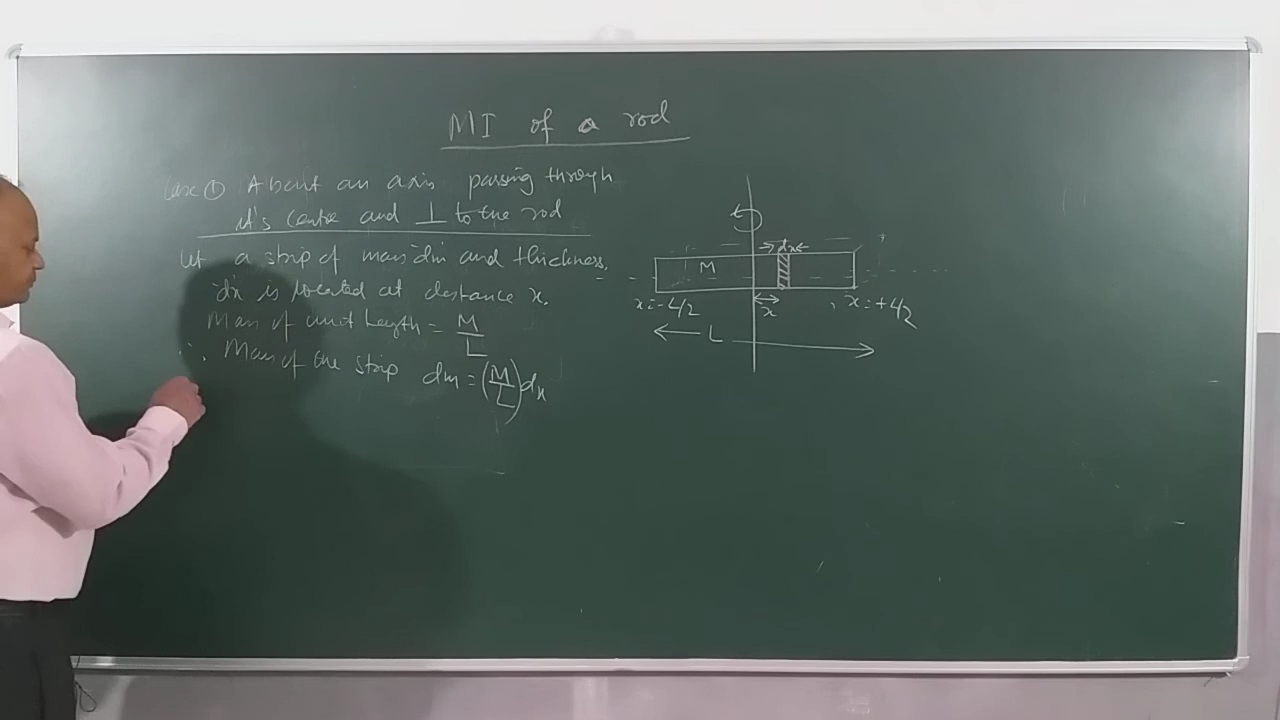 MI of a rod
Case ① About an axis passing through
it's centre and ⊥ to the rod
Let a strip of mass dm and thickness
dx is located at distance x.
Mass of unit length = M/L
∴ Mass of the strip dm = (M/L) dx
dx
M
x = -L/2
x
x = +L/2
L